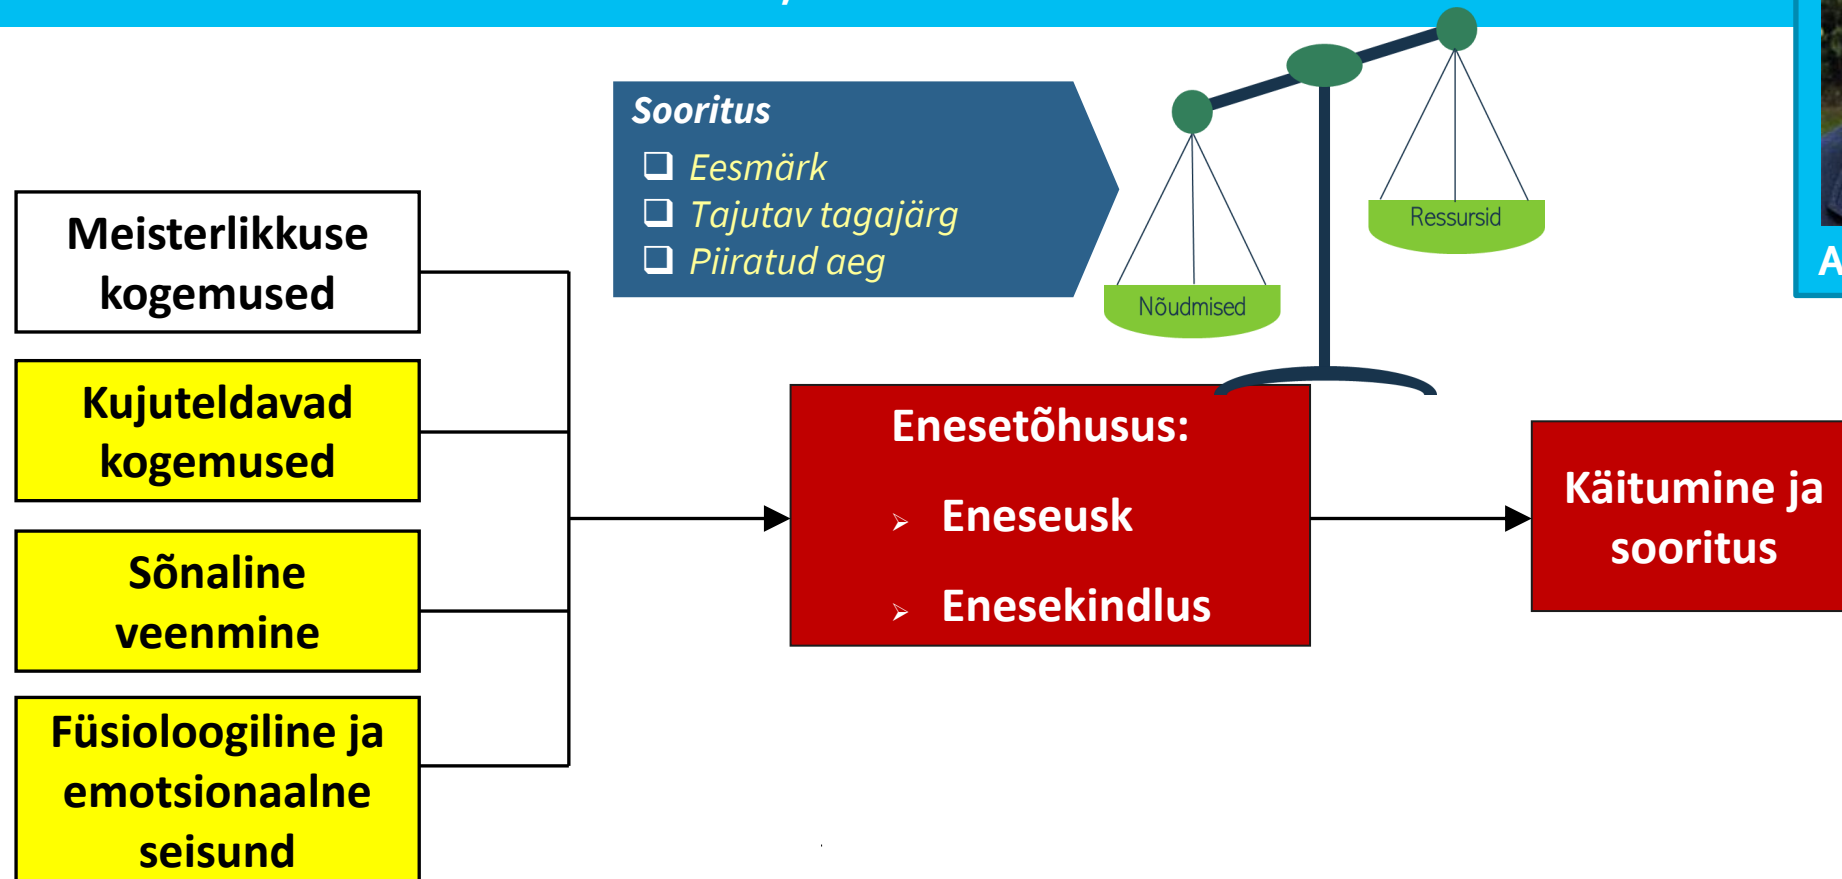 Sooritus
Eesmärk
Tajutav tagajärg
Piiratud aeg
Ressursid
Nõudmised
A
Meisterlikkuse
kogemused
Kujuteldavad
kogemused
Sõnaline
veenmine
Füsioloogiline ja
emotsionaalne
seisund
Enesetõhusus:
Eneseusk
Enesekindlus
Käitumine ja
sooritus